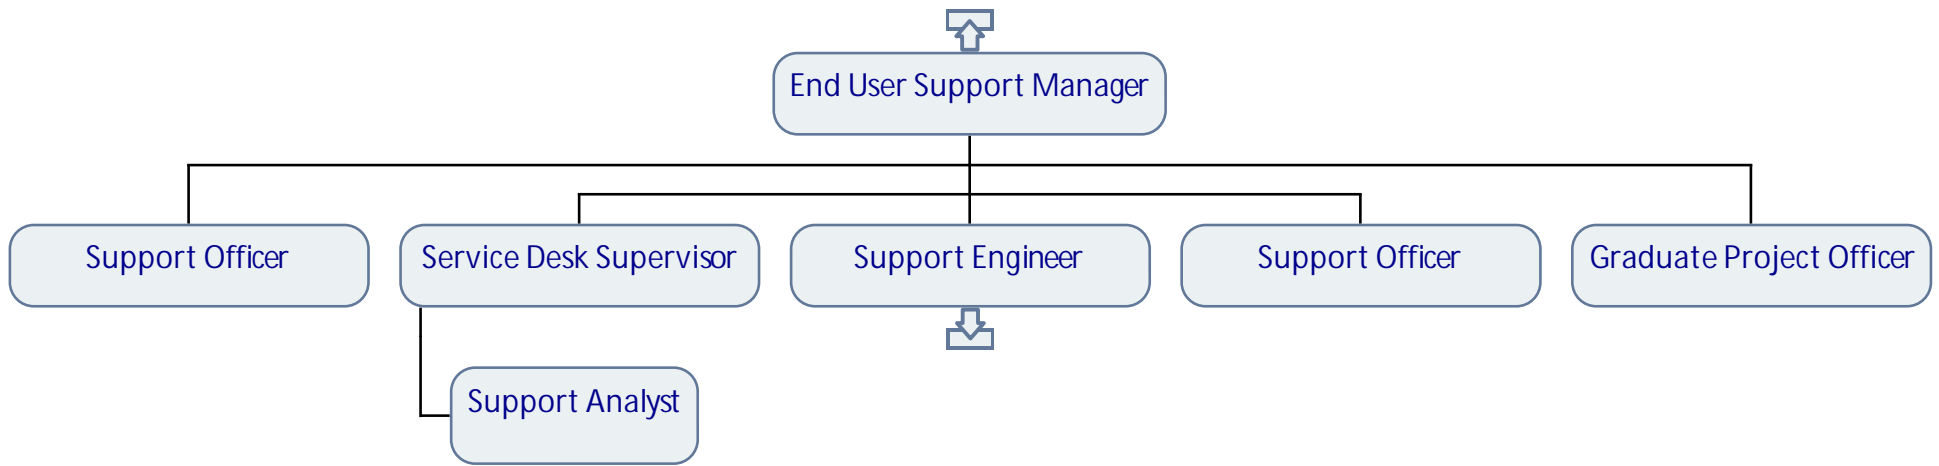 End User Support Manager
Support Officer
Service Desk Supervisor
Support Engineer
Support Officer
Graduate Project Officer
Support Analyst